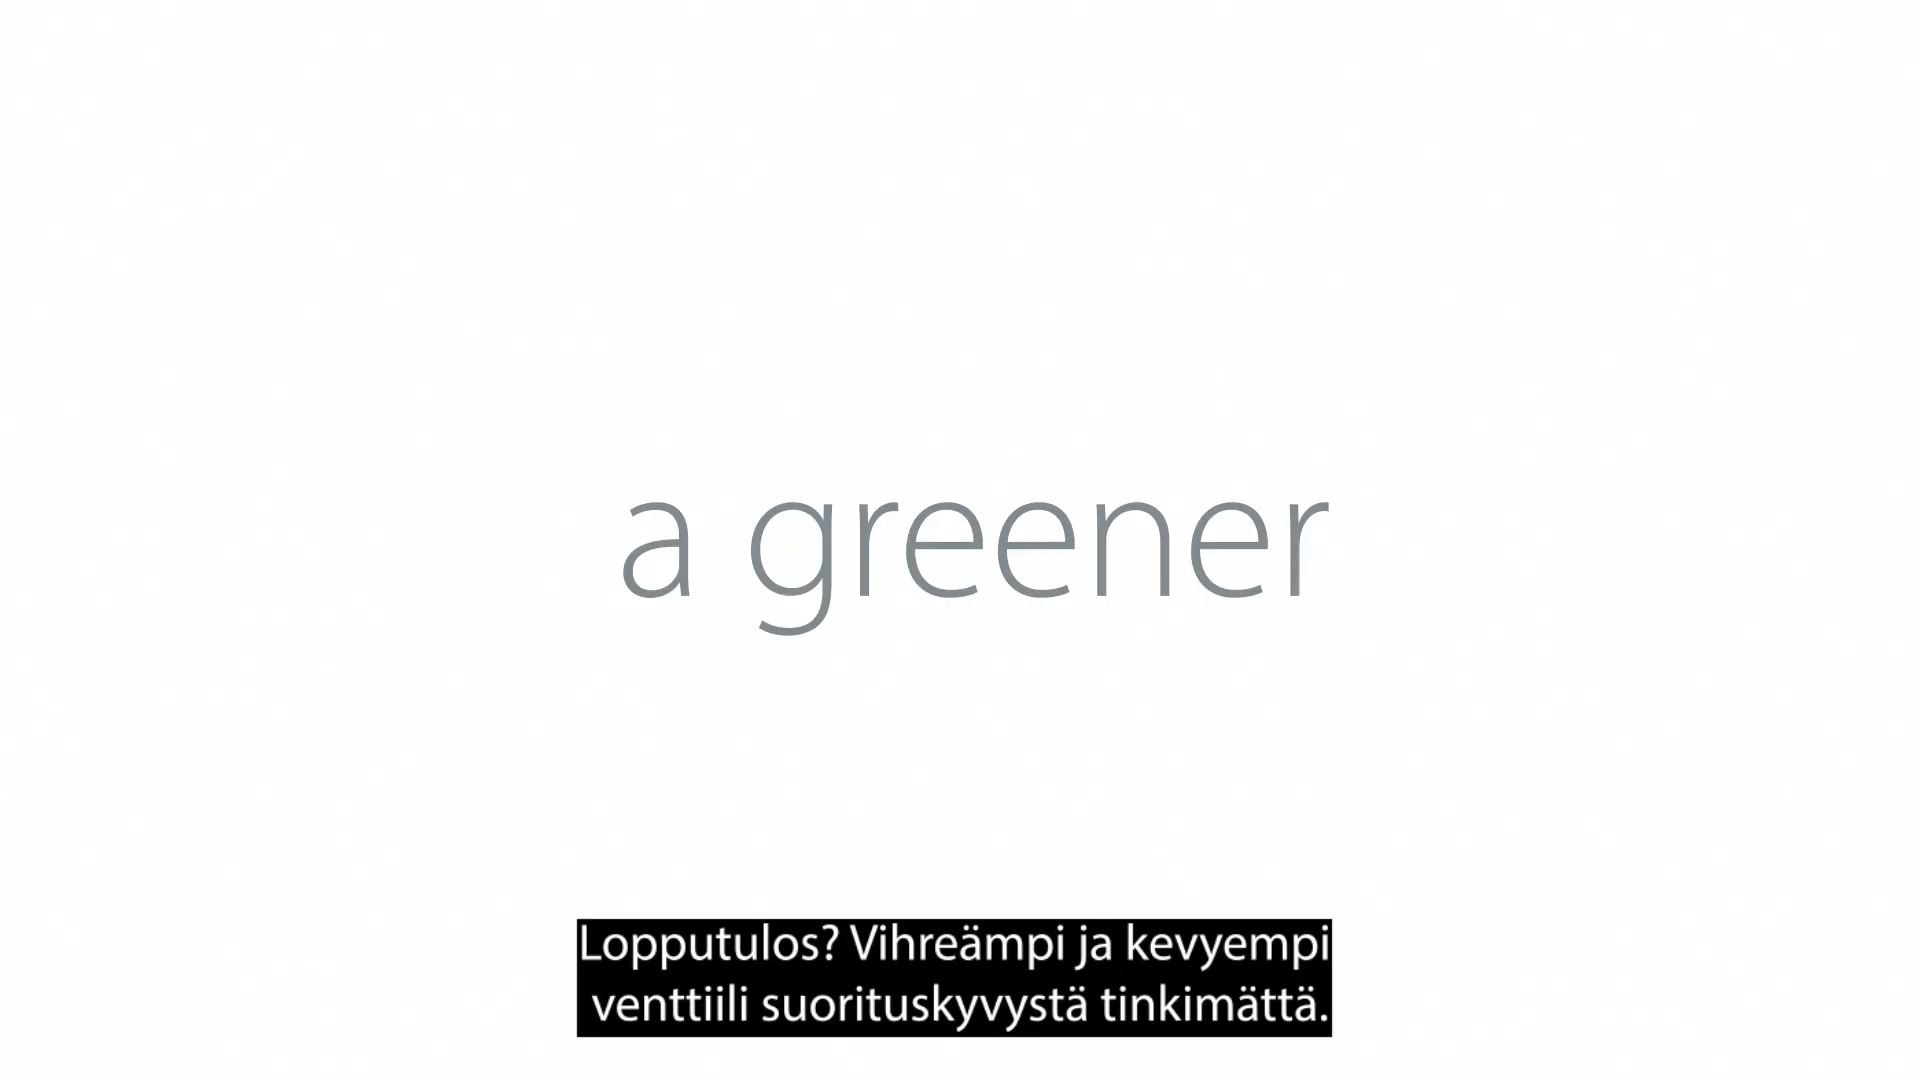 a greener
Lopputulos? Vihreämpi ja kevyempi
venttiili suorituskyvystä tinkimättä.